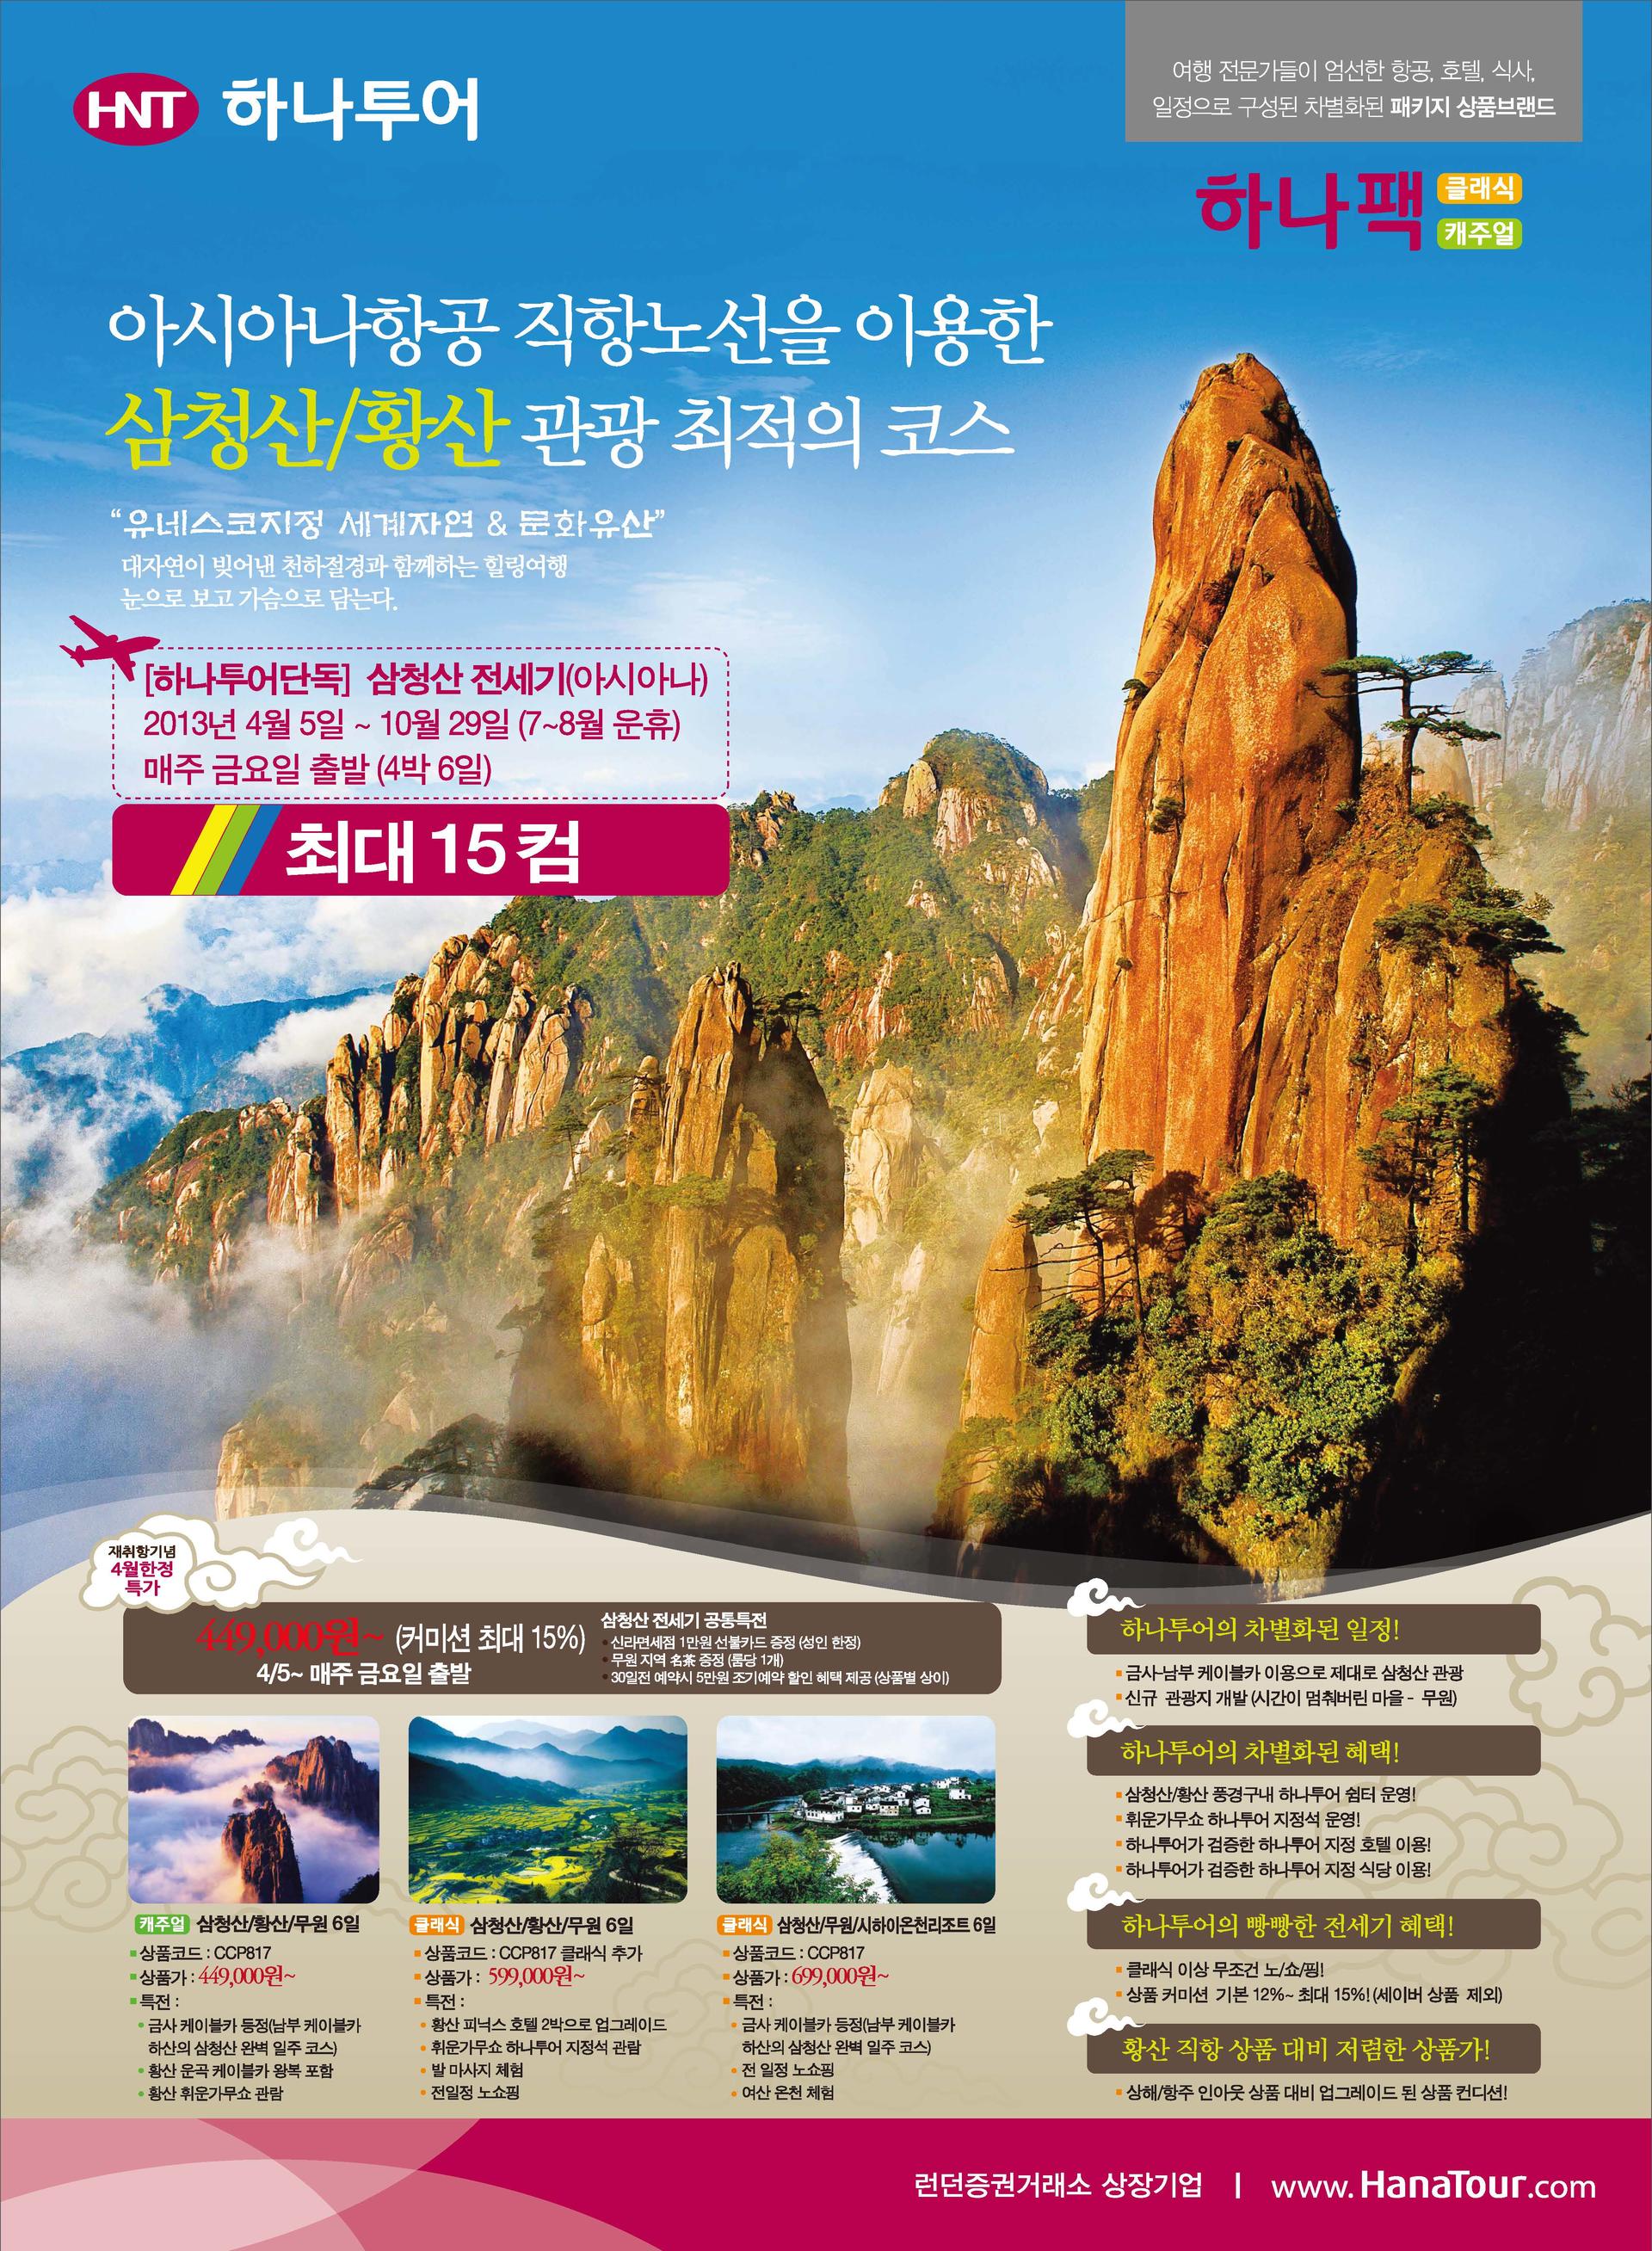 HNT 하나투어
여행 전문가들이 엄선한 항공, 호텔, 식사,
일정으로 구성된 차별화된 패키지 상품브랜드
하나팩 클래식
캐주얼
아시아나항공 직항노선을 이용한
삼청산/황산 관광 최적의 코스
“유네스코지정 세계자연 & 문화유산”
대자연이 빚어낸 천하절경과 함께하는 힐링여행
눈으로 보고 가슴으로 담는다.
[하나투어단독] 삼청산 전세기(아시아나)
2013년 4월 5일 ~ 10월 29일 (7~8월 운휴)
매주 금요일 출발 (4박 6일)
최대 15컴
재취항기념
4월한정
특가
449,000원~ (커미션 최대 15%)
4/5~ 매주 금요일 출발
삼청산 전세기 공통특전
• 신라면세점 1만원 선불카드 증정 (성인 한정)
• 무원 지역 名茶 증정 (룸당 1개)
• 30일전 예약시 5만원 조기예약 할인 혜택 제공 (상품별 상이)
캐주얼 삼청산/황산/무원 6일
▪ 상품코드 : CCP817
▪ 상품가 : 449,000원~
▪ 특전 :
• 금사 케이블카 등정(남부 케이블카
하산의 삼청산 완벽 일주 코스)
• 황산 운곡 케이블카 왕복 포함
• 황산 휘운가무쇼 관람
클래식 삼청산/황산/무원 6일
▪ 상품코드 : CCP817 클래식 추가
▪ 상품가 : 599,000원~
▪ 특전 :
• 황산 피닉스 호텔 2박으로 업그레이드
• 휘운가무쇼 하나투어 지정석 관람
• 발 마사지 체험
• 전일정 노쇼핑
클래식 삼청산/무원/시하이온천리조트 6일
▪ 상품코드 : CCP817
▪ 상품가 : 699,000원~
▪ 특전 :
• 금사 케이블카 등정(남부 케이블카
하산의 삼청산 완벽 일주 코스)
• 전 일정 노쇼핑
• 여산 온천 체험
하나투어의 차별화된 일정!
▪ 금사-남부 케이블카 이용으로 제대로 삼청산 관광
▪ 신규 관광지 개발 (시간이 멈춰버린 마을 - 무원)
하나투어의 차별화된 혜택!
▪ 삼청산/황산 풍경구내 하나투어 쉼터 운영!
▪ 휘운가무쇼 하나투어 지정석 운영!
▪ 하나투어가 검증한 하나투어 지정 호텔 이용!
▪ 하나투어가 검증한 하나투어 지정 식당 이용!
하나투어의 빵빵한 전세기 혜택!
▪ 클래식 이상 무조건 노/쇼/핑!
▪ 상품 커미션 기본 12%~ 최대 15%! (세이버 상품 제외)
황산 직항 상품 대비 저렴한 상품가!
▪ 상해/항주 인아웃 상품 대비 업그레이드 된 상품 컨디션!
런던증권거래소 상장기업 | www.HanaTour.com